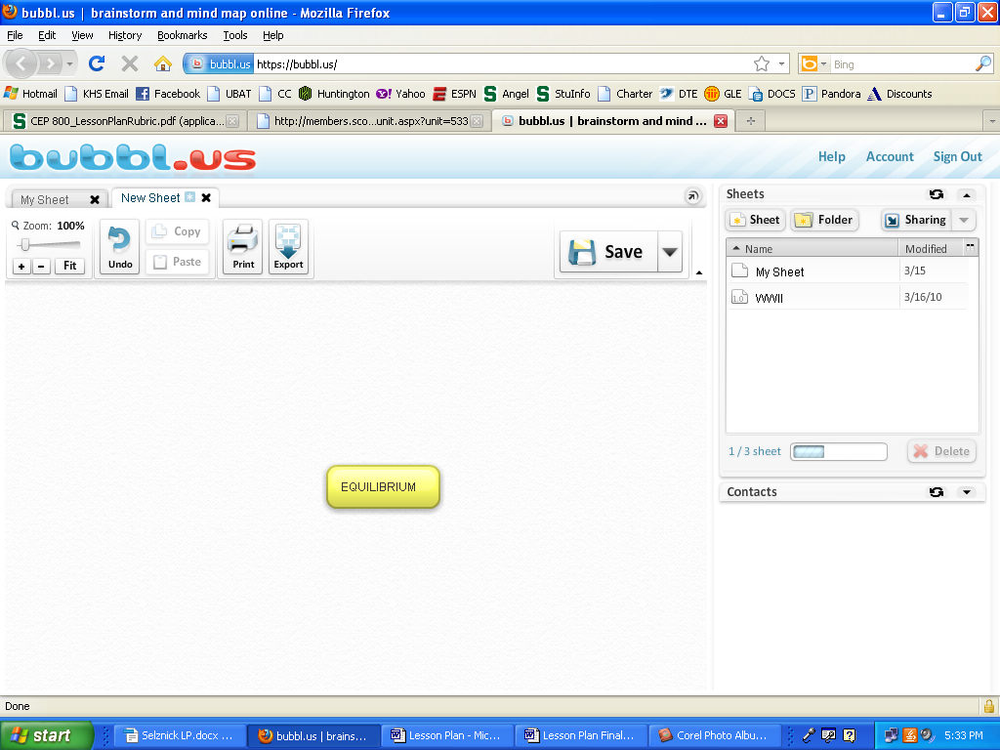 bubbl.us | brainstorm and mind map online - Mozilla Firefox
File Edit View History Bookmarks Tools Help
bubbl.us https://bubbl.us/ Bing
Hotmail KHS Email Facebook UBAT CC Huntington Yahoo ESPN Angel StuInfo Charter DTE GLE DOCS Pandora Discounts
CEP 800_LessonPlanRubric.pdf (applica... http://members.sco...unit.aspx?unit=533 bubbl.us | brainstorm and mind ...
bubbl.us Help Account Sign Out
My Sheet New Sheet
Zoom: 100%
+ - Fit
Undo
Copy
Paste
Print
Export
Save
EQUILIBRIUM
Sheets
Sheet Folder Sharing
Name Modified
My Sheet 3/15
1.0 WWII 3/16/10
1 / 3 sheet Delete
Contacts
Done
start Selznick LP.docx ... bubbl.us | brains... Lesson Plan - Mic... Lesson Plan Final... Corel Photo Albu... 5:33 PM